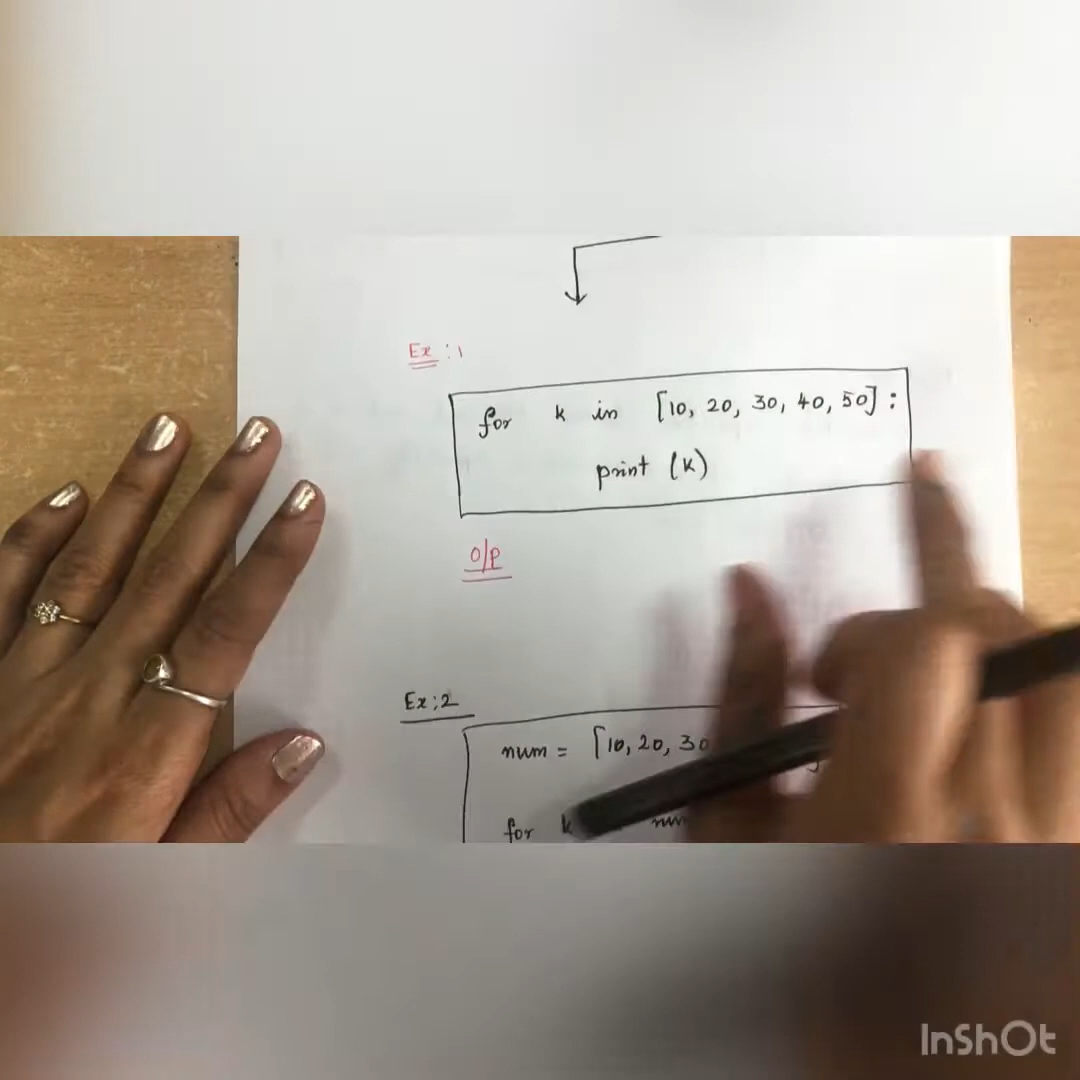 Ex : 1
for k in [10, 20, 30, 40, 50] :
print (k)
O/P
Ex : 2
num = [10, 20, 30
for k
InShOt